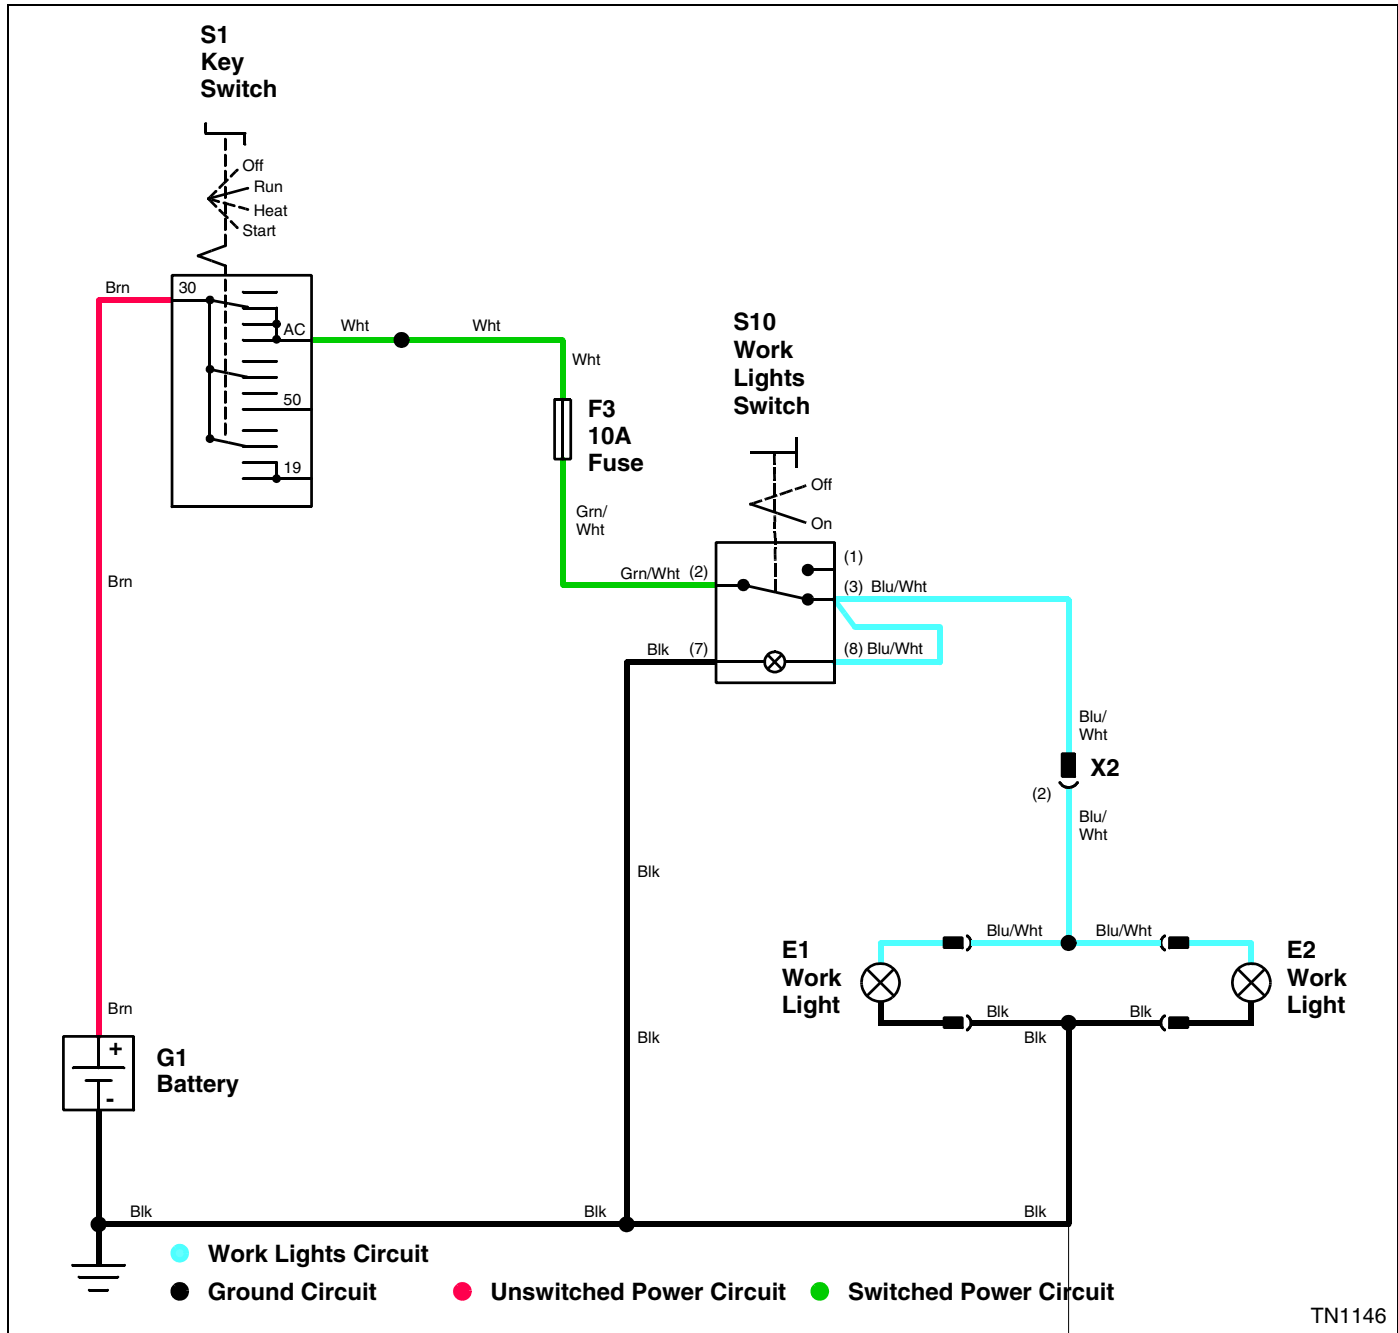 S1
Key
Switch
Off
Run
Heat
Start
Brn
30
AC
Wht
Wht
Wht
50
19
F3
10A
Fuse
Grn/
Wht
S10
Work
Lights
Switch
Off
On
(1)
Grn/Wht (2)
(3) Blu/Wht
Blk (7)
(8) Blu/Wht
Brn
Blu/
Wht
X2
(2)
Blu/
Wht
Blk
Blu/Wht
Blu/Wht
E1
Work
Light
E2
Work
Light
Brn
Blk
Blk
Blk
Blk
+
-
G1
Battery
Blk
Blk
Blk
Work Lights Circuit
Ground Circuit
Unswitched Power Circuit
Switched Power Circuit
TN1146